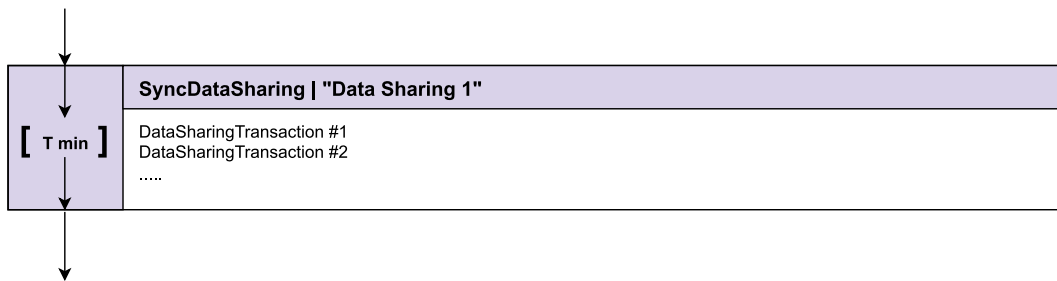 SyncDataSharing | "Data Sharing 1"
[ T min ]
DataSharingTransaction #1
DataSharingTransaction #2
.....